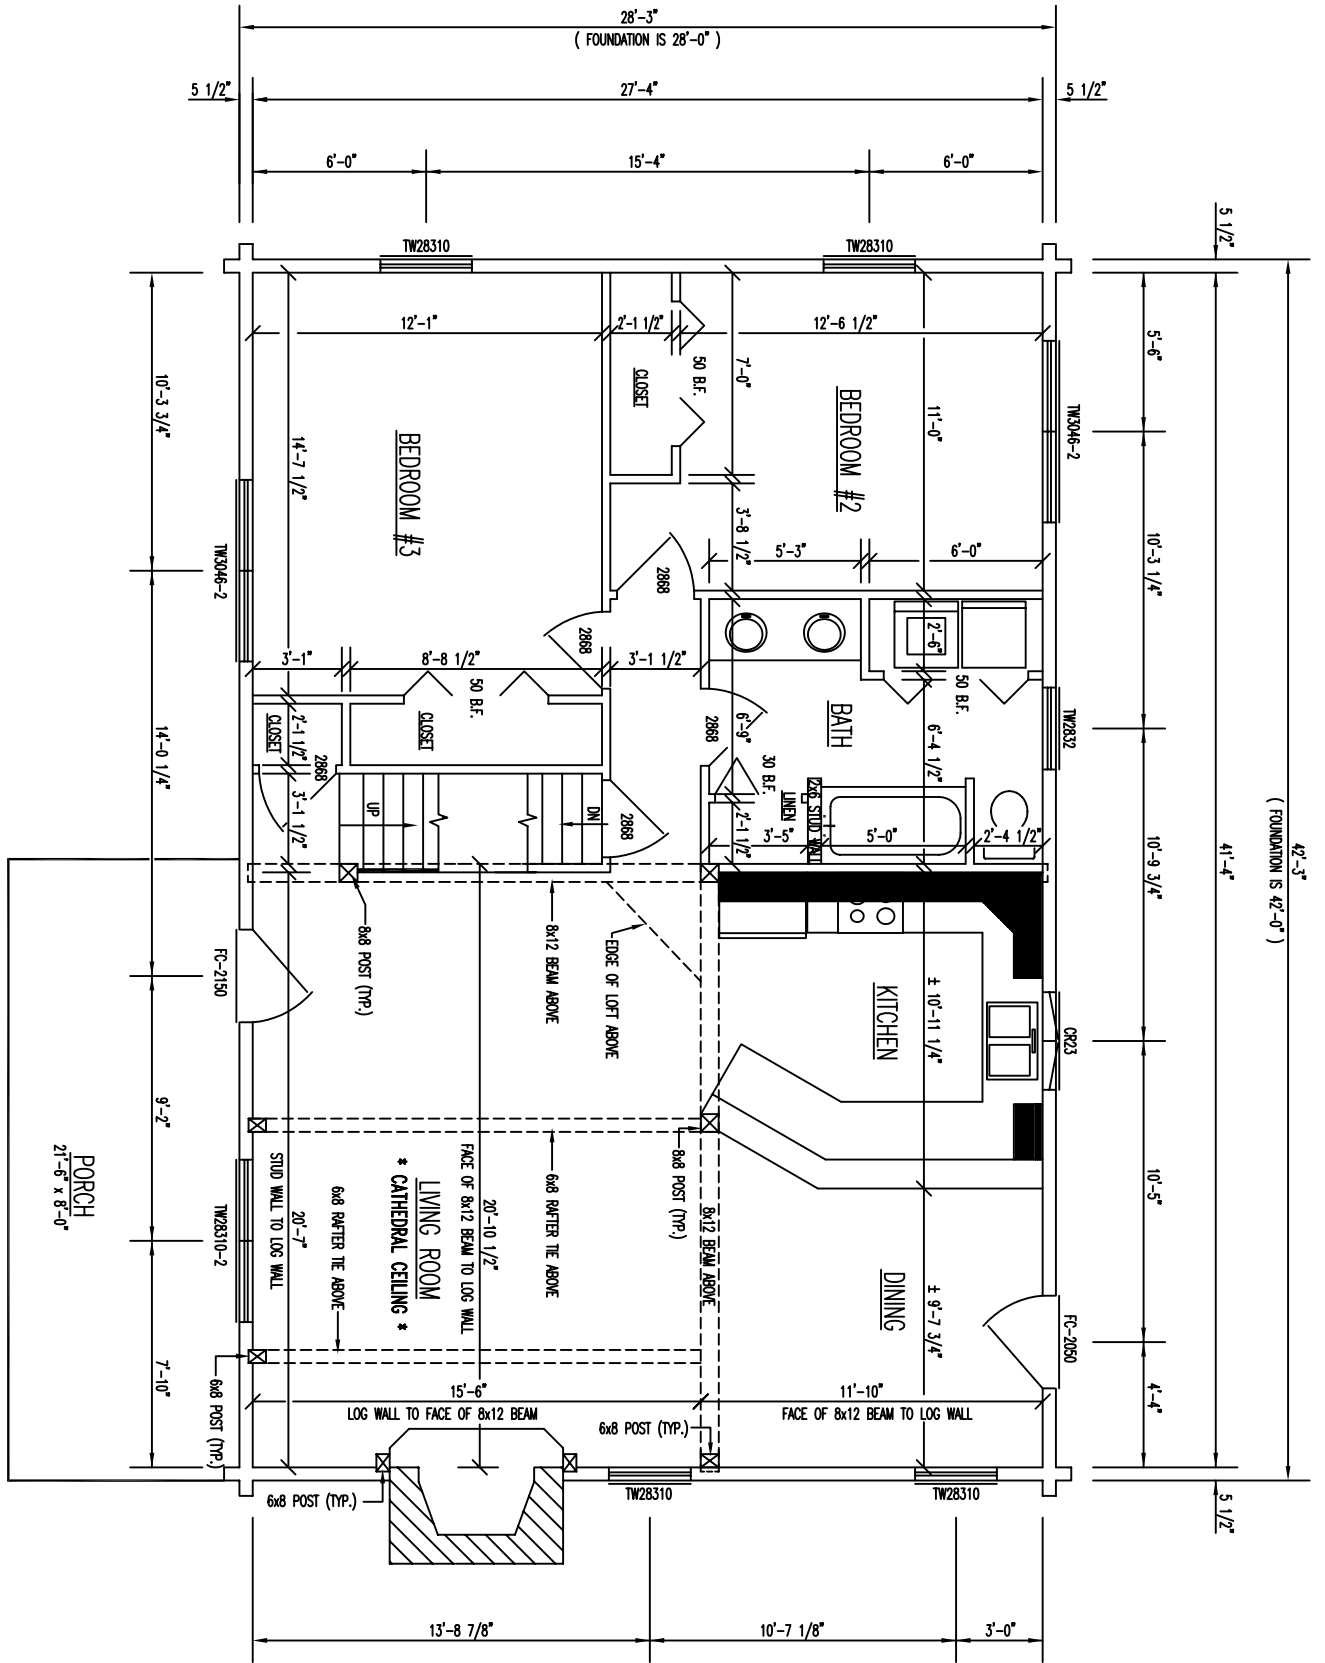 28'-3"
( FOUNDATION IS 28'-0" )
5 1/2"
27'-4"
5 1/2"
6'-0"
15'-4"
6'-0"
5 1/2"
TW28310
TW28310
42'-3"
( FOUNDATION IS 42'-0" )
41'-4"
5'-6"
10'-3 1/4"
10'-9 3/4"
10'-5"
4'-4"
5 1/2"
TW3046-2
TW2832
CR23
FC-2050
12'-1"
2'-1 1/2"
12'-6 1/2"
50 B.F.
7'-0"
CLOSET
11'-0"
BEDROOM #2
10'-3 3/4"
14'-7 1/2"
BEDROOM #3
3'-8 1/2"
5'-3"
6'-0"
2868
TW3046-2
2868
2'-6"
3'-1"
8'-8 1/2"
3'-1 1/2"
50 B.F.
50 B.F.
BATH
2868
6'-9"
6'-4 1/2"
CLOSET
2'-1 1/2"
CLOSET
2868
30 B.F.
LINEN
2x6 STUD WALL
14'-0 1/4"
3'-1 1/2"
UP
DN
2868
2'-1 1/2"
3'-5"
5'-0"
2'-4 1/2"
8x8 POST (TYP.)
8x12 BEAM ABOVE
EDGE OF LOFT ABOVE
FC-2150
KITCHEN
± 10'-11 1/4"
9'-2"
PORCH
21'-6" x 8'-0"
8x8 POST (TYP.)
STUD WALL TO LOG WALL
20'-7"
6x8 RAFTER TIE ABOVE
LIVING ROOM
* CATHEDRAL CEILING *
FACE OF 8x12 BEAM TO LOG WALL
20'-10 1/2"
6x8 RAFTER TIE ABOVE
8x12 BEAM ABOVE
DINING
± 9'-7 3/4"
TW28310-2
7'-10"
6x8 POST (TYP.)
15'-6"
LOG WALL TO FACE OF 8x12 BEAM
11'-10"
FACE OF 8x12 BEAM TO LOG WALL
6x8 POST (TYP.)
6x8 POST (TYP.)
TW28310
TW28310
13'-8 7/8"
10'-7 1/8"
3'-0"